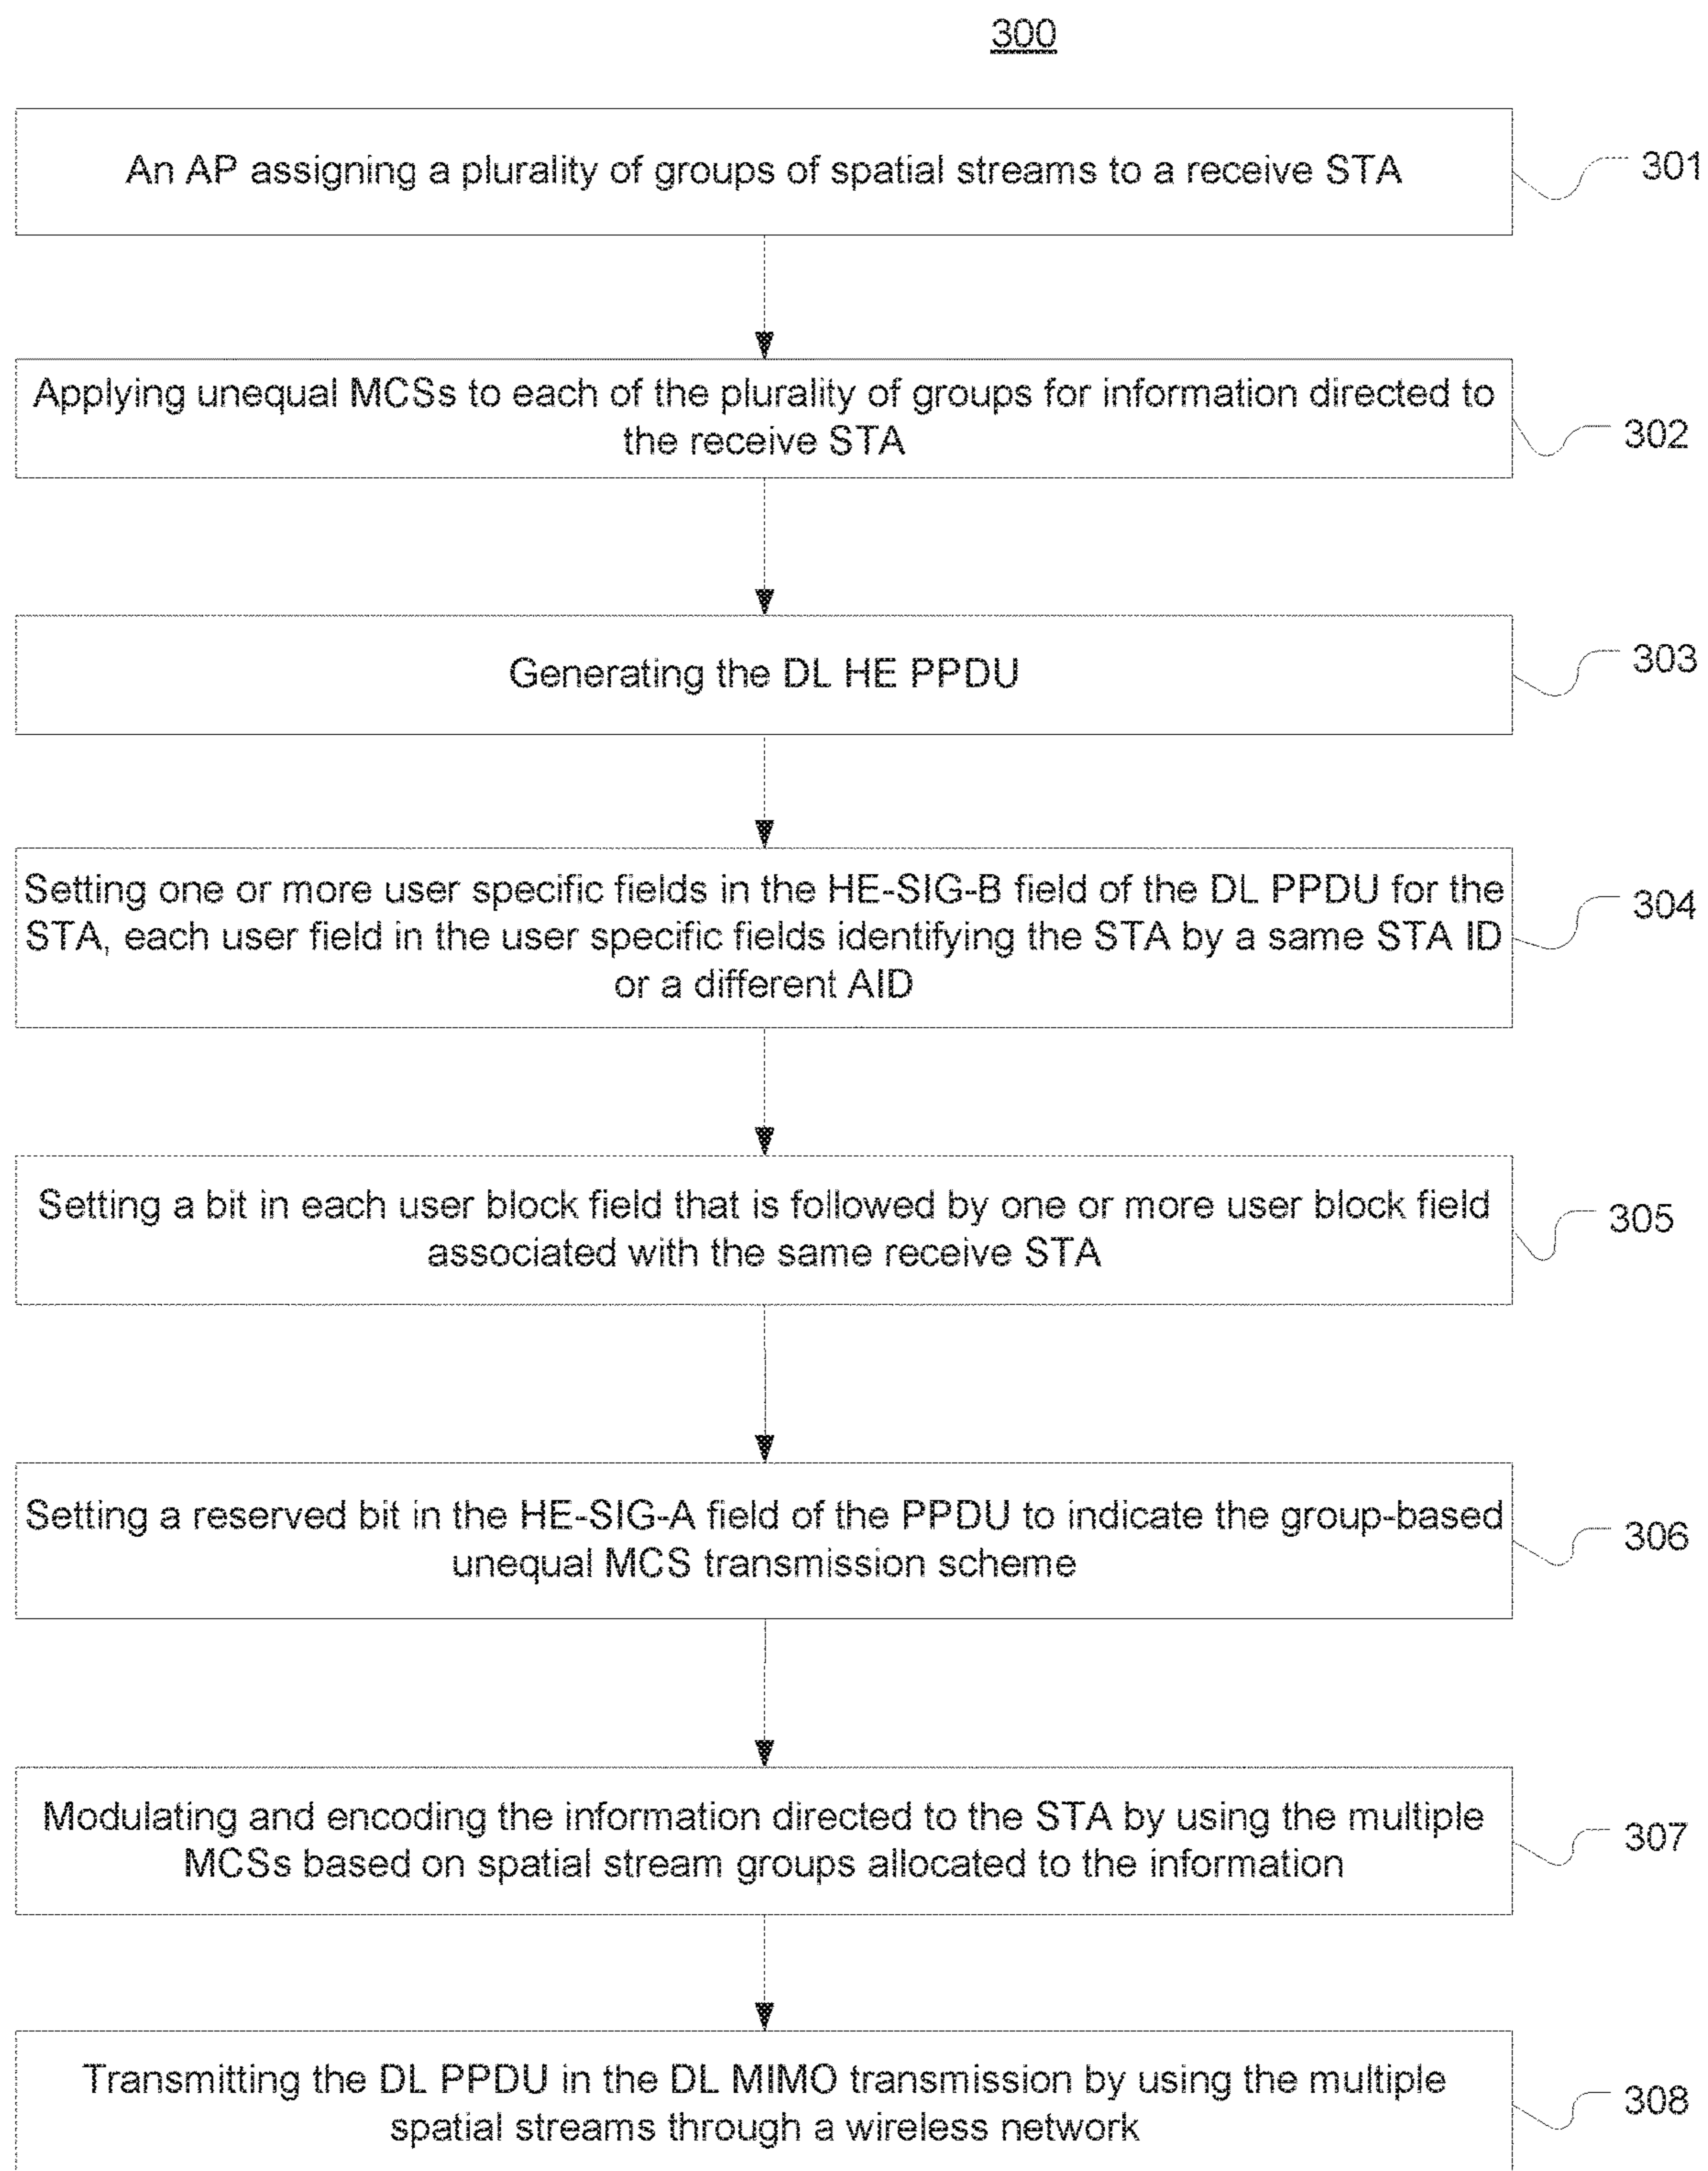 300
An AP assigning a plurality of groups of spatial streams to a receive STA
301
Applying unequal MCSs to each of the plurality of groups for information directed to
the receive STA
302
Generating the DL HE PPDU
303
Setting one or more user specific fields in the HE-SIG-B field of the DL PPDU for the
STA, each user field in the user specific fields identifying the STA by a same STA ID
or a different AID
304
Setting a bit in each user block field that is followed by one or more user block field
associated with the same receive STA
305
Setting a reserved bit in the HE-SIG-A field of the PPDU to indicate the group-based
unequal MCS transmission scheme
306
Modulating and encoding the information directed to the STA by using the multiple
MCSs based on spatial stream groups allocated to the information
307
Transmitting the DL PPDU in the DL MIMO transmission by using the multiple
spatial streams through a wireless network
308